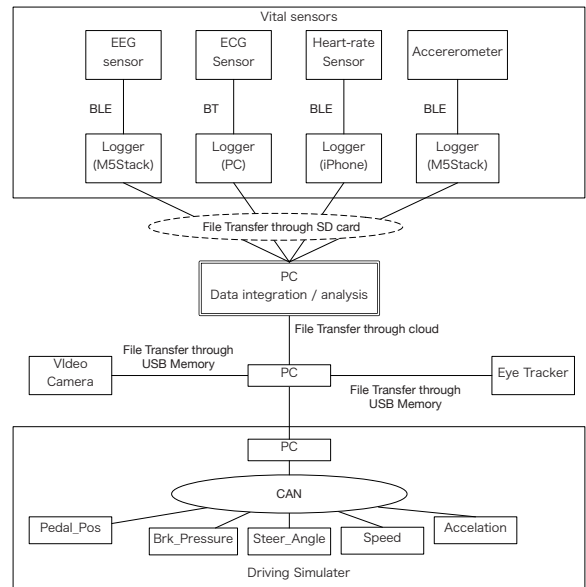 Vital sensors
EEG
sensor
ECG
Sensor
Heart-rate
Sensor
Accererometer
BLE
BT
BLE
BLE
Logger
(M5Stack)
Logger
(PC)
Logger
(iPhone)
Logger
(M5Stack)
File Transfer through SD card
PC
Data integration / analysis
File Transfer through cloud
VIdeo
Camera
File Transfer through
USB Memory
PC
File Transfer through
USB Memory
Eye Tracker
PC
CAN
Pedal_Pos
Brk_Pressure
Steer_Angle
Speed
Accelation
Driving Simulater